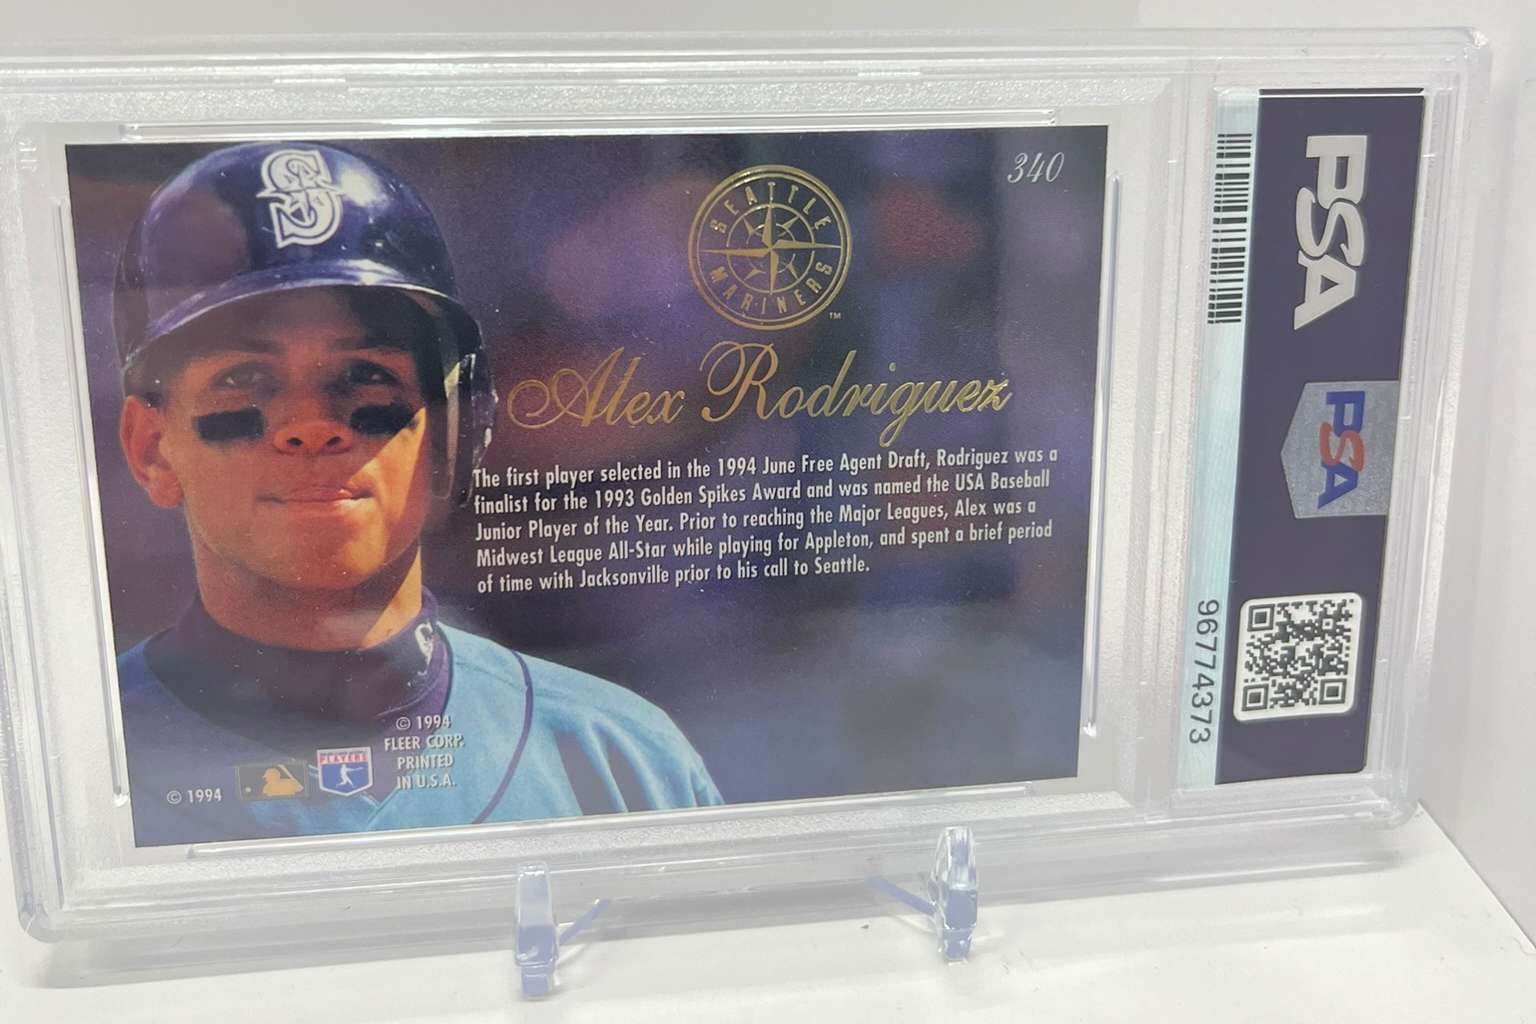 S
340
SEATTLE
MARINERS
™
Alex Rodriguez
The first player selected in the 1994 June Free Agent Draft, Rodriguez was a
finalist for the 1993 Golden Spikes Award and was named the USA Baseball
Junior Player of the Year. Prior to reaching the Major Leagues, Alex was a
Midwest League All-Star while playing for Appleton, and spent a brief period
of time with Jacksonville prior to his call to Seattle.
© 1994
FLEER CORP.
PRINTED
IN U.S.A.
© 1994
PLAYERS
PSA
PSA
96774373